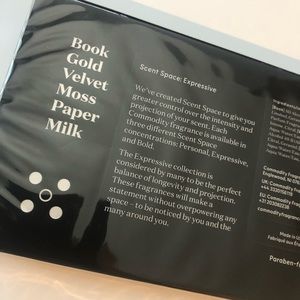 Book
Gold
Velvet
Moss
Paper
Milk
Scent Space: Expressive
We've created Scent Space to give you
greater control over the intensity and
projection of your scent. Each
Commodity fragrance is available in
three different Scent Space
concentrations: Personal, Expressive,
and Bold.
The Expressive collection is
considered by many to be the perfect
balance of longevity and projection.
These fragrances will make a
statement without overpowering any
space – to be noticed by you and the
many around you.
Commodity Fragra
Englewood, NJ
commodityfragran
Made in U
Fabriqué aux
Paraben-f